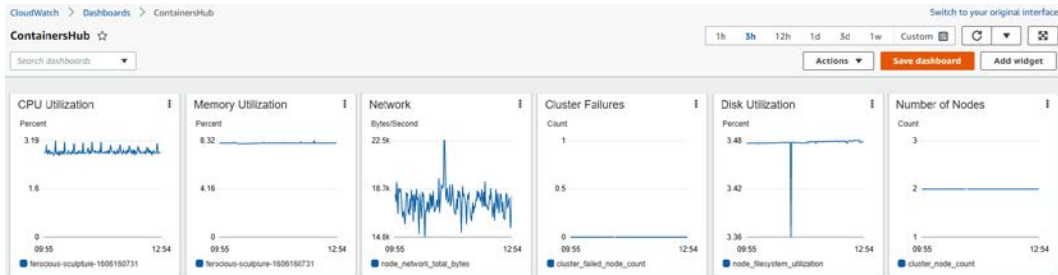 CloudWatch > Dashboards > ContainersHub
Switch to your original interface
ContainersHub
1h 3h 12h 1d 3d 1w Custom
Search dashboards
Actions
Save dashboard
Add widget
CPU Utilization
Percent
3.19
1.6
0
09:55 12:54
ferocious-sculpture-1606160731
Memory Utilization
Percent
8.32
4.16
0
09:55 12:54
ferocious-sculpture-1606160731
Network
Bytes/Second
22.5k
18.7k
14.8k
09:55 12:54
node_network_total_bytes
Cluster Failures
Count
1
0.5
0
09:55 12:54
cluster_failed_node_count
Disk Utilization
Percent
3.48
3.42
3.36
09:55 12:54
node_filesystem_utilization
Number of Nodes
Count
3
2
1
09:55 12:54
cluster_node_count